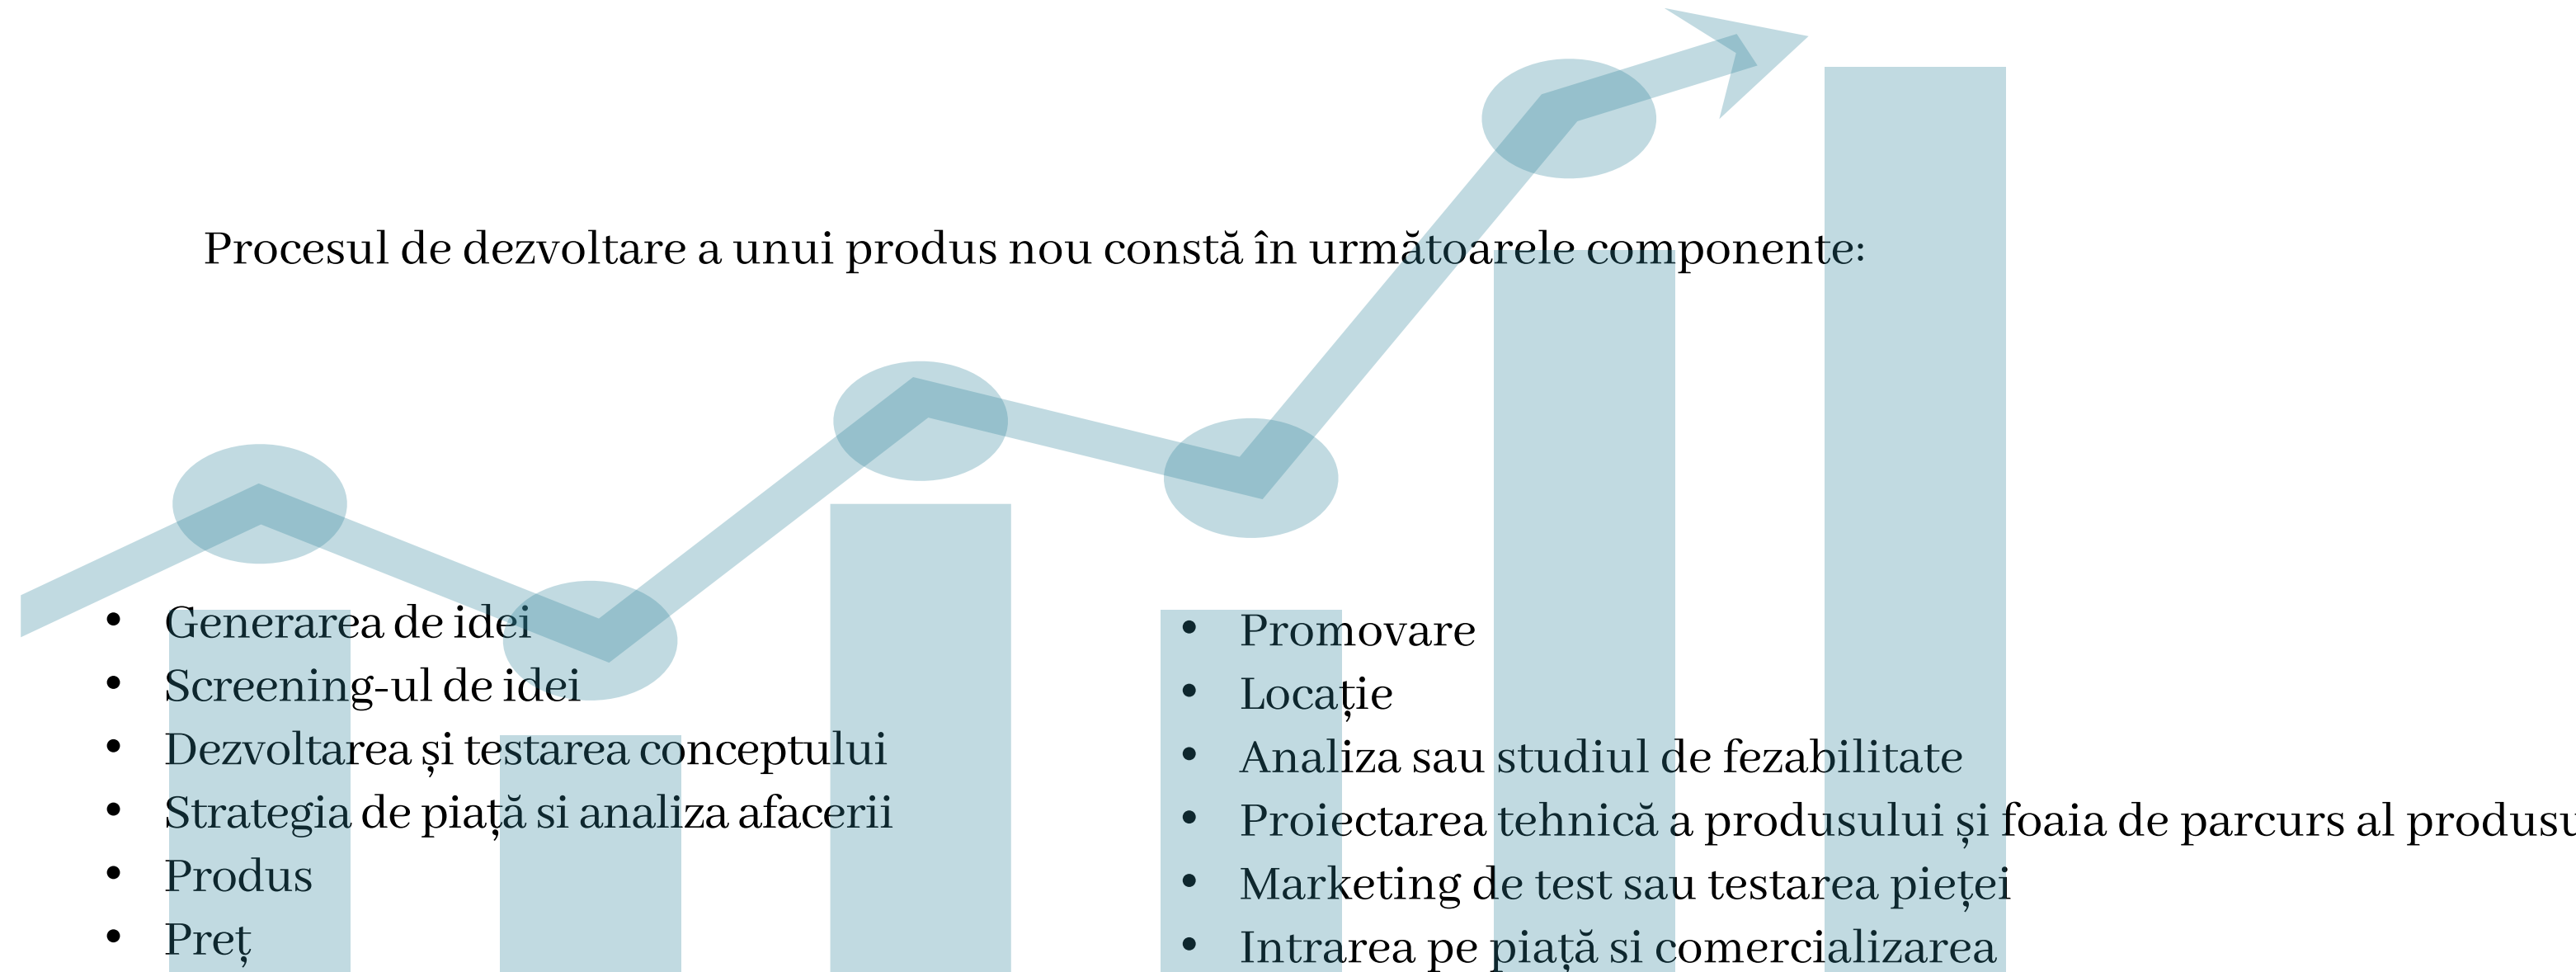 Procesul de dezvoltare a unui produs nou constă în următoarele componente:
• Generarea de idei
• Screening-ul de idei
• Dezvoltarea și testarea conceptului
• Strategia de piață si analiza afacerii
• Produs
• Preț
• Promovare
• Locație
• Analiza sau studiul de fezabilitate
• Proiectarea tehnică a produsului și foaia de parcurs al
• Marketing de test sau testarea pieței
• Intrarea pe piață si comercializarea